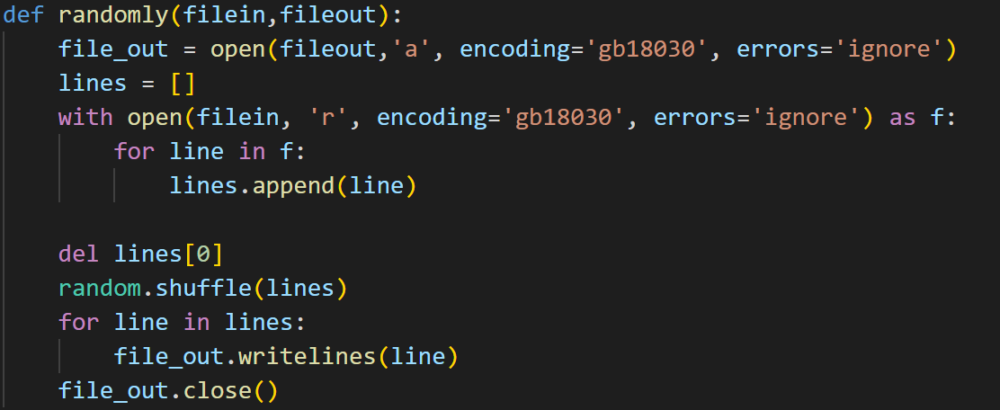 def randomly(filein,fileout):
    file_out = open(fileout,'a', encoding='gb18030', errors='ignore')
    lines = []
    with open(filein, 'r', encoding='gb18030', errors='ignore') as f:
        for line in f:
            lines.append(line)
    del lines[0]
    random.shuffle(lines)
    for line in lines:
        file_out.writelines(line)
    file_out.close()